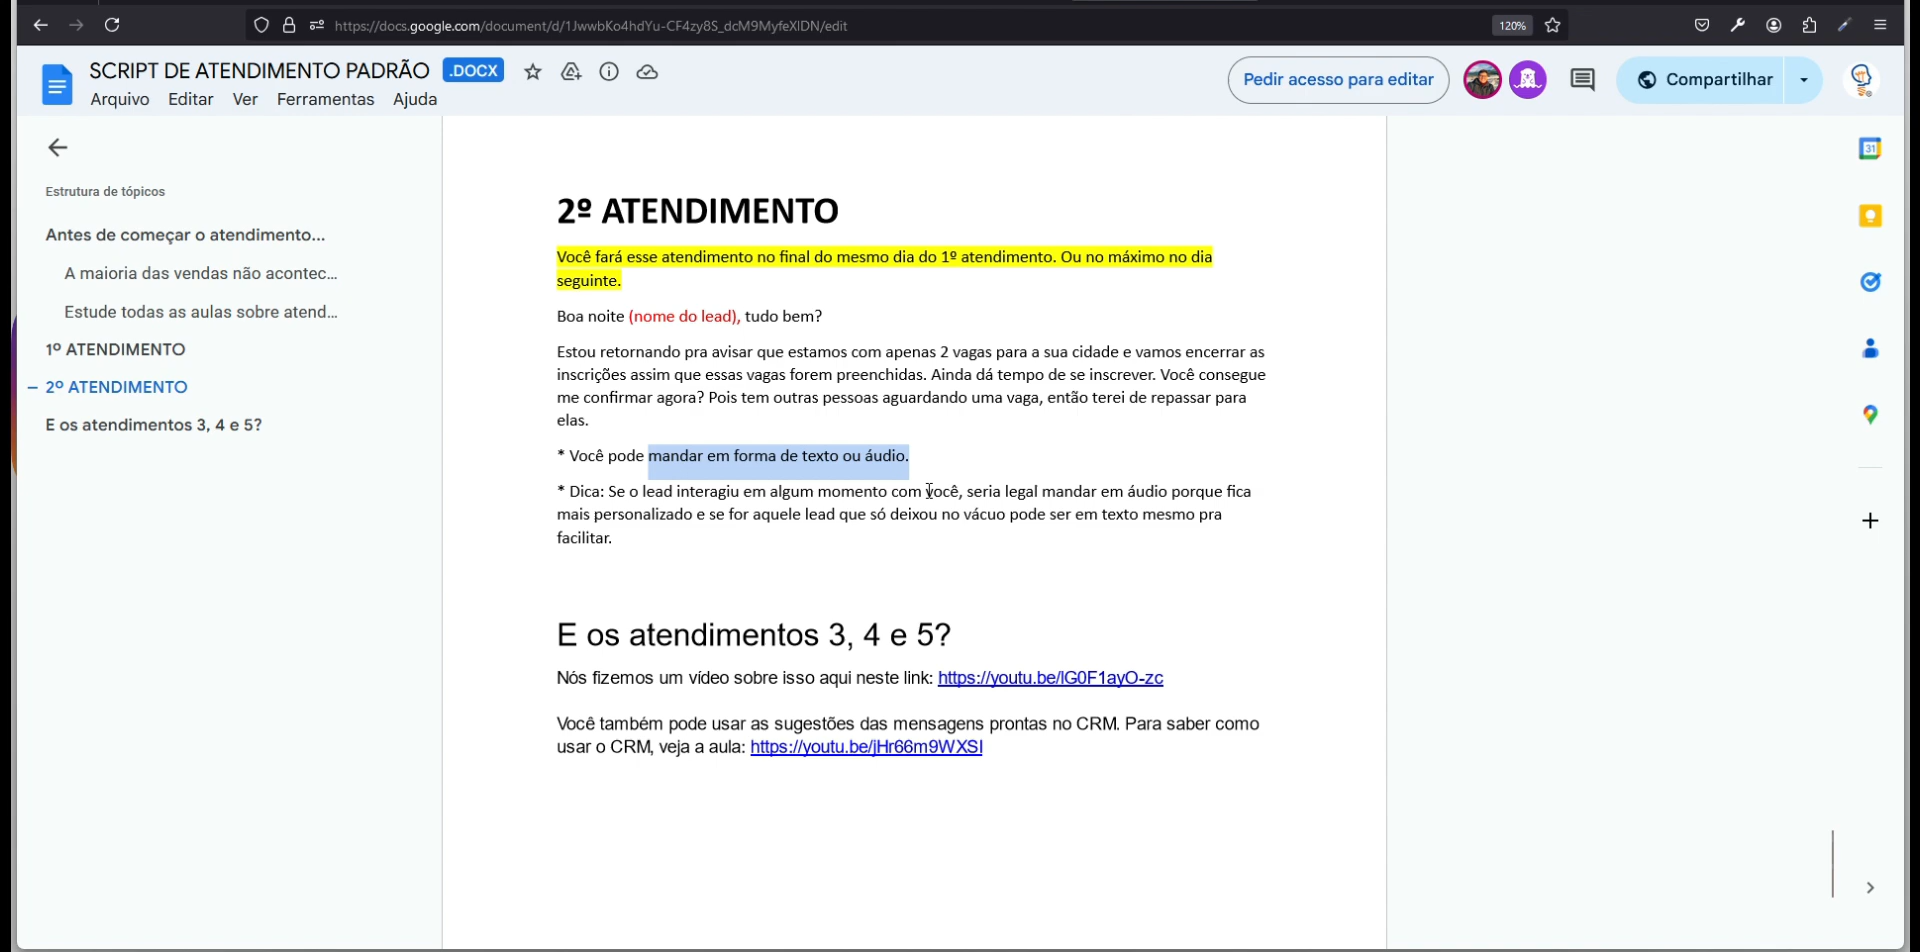 https://docs.google.com/document/d/1JwwbKo4hdYu-CF4zy8S_dcM9MyfeXlDN/edit
120%
SCRIPT DE ATENDIMENTO PADRÃO .DOCX
Arquivo Editar Ver Ferramentas Ajuda
Pedir acesso para editar
Compartilhar
Estrutura de tópicos
Antes de começar o atendimento...
A maioria das vendas não acontec...
Estude todas as aulas sobre atend...
1º ATENDIMENTO
2º ATENDIMENTO
E os atendimentos 3, 4 e 5?
2º ATENDIMENTO
Você fará esse atendimento no final do mesmo dia do 1º atendimento. Ou no máximo no dia
seguinte.
Boa noite (nome do lead), tudo bem?
Estou retornando pra avisar que estamos com apenas 2 vagas para a sua cidade e vamos encerrar as
inscrições assim que essas vagas forem preenchidas. Ainda dá tempo de se inscrever. Você consegue
me confirmar agora? Pois tem outras pessoas aguardando uma vaga, então terei de repassar para
elas.
* Você pode mandar em forma de texto ou áudio.
* Dica: Se o lead interagiu em algum momento com você, seria legal mandar em áudio porque fica
mais personalizado e se for aquele lead que só deixou no vácuo pode ser em texto mesmo pra
facilitar.
E os atendimentos 3, 4 e 5?
Nós fizemos um vídeo sobre isso aqui neste link: https://youtu.be/lG0F1ayO-zc
Você também pode usar as sugestões das mensagens prontas no CRM. Para saber como
usar o CRM, veja a aula: https://youtu.be/jHr66m9WXSI
31